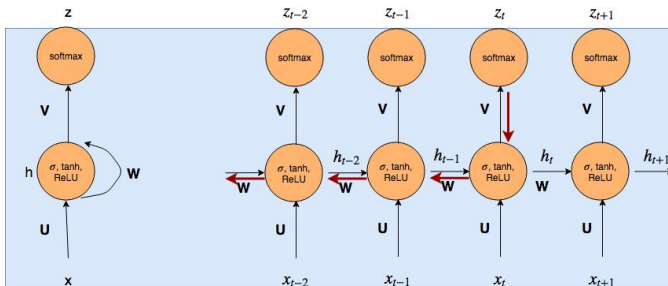 z z_{t-2} z_{t-1} z_t z_{t+1}
softmax softmax softmax softmax softmax
V V V V V
h_{t-2} h_{t-1} h_t h_{t+1}
h σ, tanh, ReLU W σ, tanh, ReLU σ, tanh, ReLU σ, tanh, ReLU σ, tanh, ReLU
W W W W
U U U U U
x x_{t-2} x_{t-1} x_t x_{t+1}